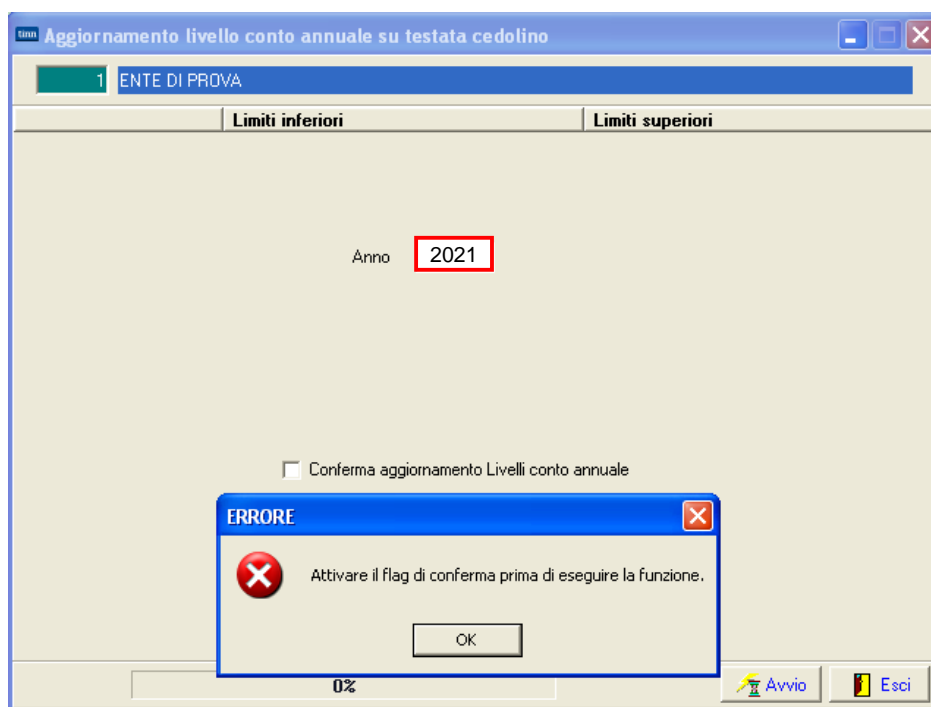 tinn Aggiornamento livello conto annuale su testata cedolino
1 ENTE DI PROVA
Limiti inferiori Limiti superiori
Anno 2021
Conferma aggiornamento Livelli conto annuale
ERRORE
Attivare il flag di conferma prima di eseguire la funzione.
OK
0% Avvio Esci